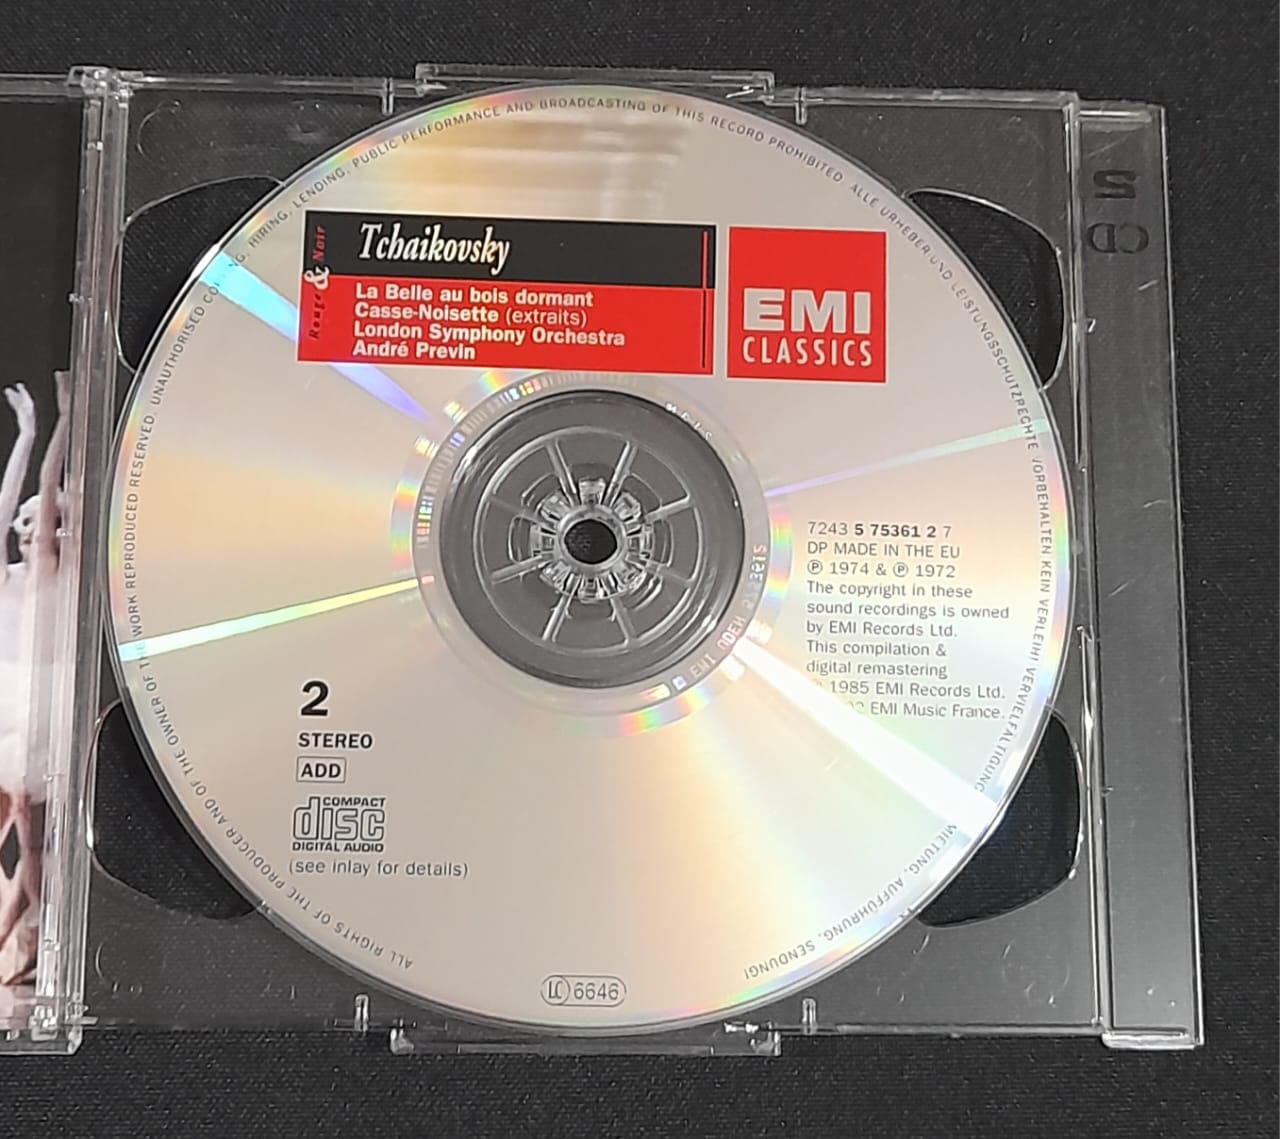 Rouge & Noir
Tchaikovsky
La Belle au bois dormant
Casse-Noisette (extraits)
London Symphony Orchestra
André Previn
EMI
CLASSICS
2 CD
7243 5 75361 2 7
DP MADE IN THE EU
℗ 1974 & ℗ 1972
The copyright in these
sound recordings is owned
by EMI Records Ltd.
This compilation &
digital remastering
1985 EMI Records Ltd.
EMI Music France.
2
STEREO
ADD
COMPACT
disc
DIGITAL AUDIO
(see inlay for details)
LC 6646
ALL RIGHTS OF THE PRODUCER AND OF THE OWNER OF THE WORK REPRODUCED RESERVED. UNAUTHORISED HIRING, LENDING, PUBLIC PERFORMANCE AND BROADCASTING OF THIS RECORD PROHIBITED. ALLE URHEBER UND LEISTUNGSSCHUTZRECHTE VORBEHALTEN KEIN VERLEIH! VERVIELFÄLTIGUNG, MIETUNG, AUFFÜHRUNG, SENDUNG!
EMI UDEN